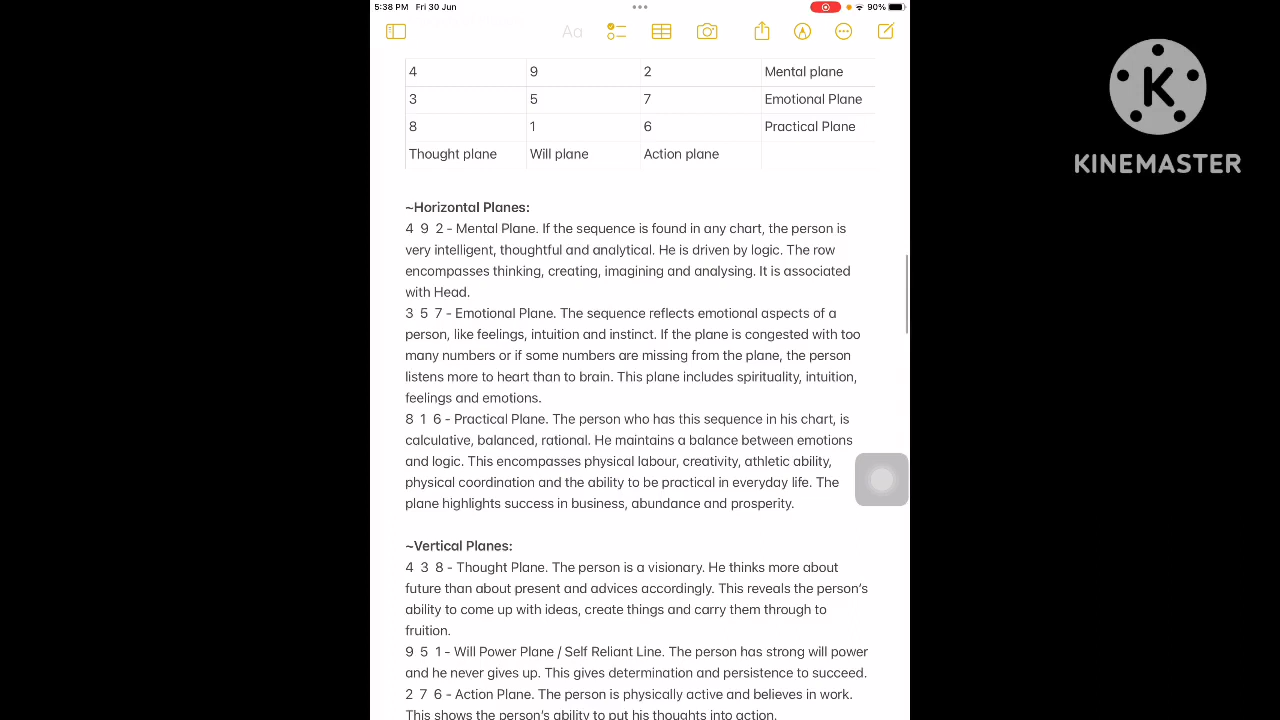 5:38 PM Fri 30 Jun
90%
Aa
K
KINEMASTER
4 9 2 Mental plane
3 5 7 Emotional Plane
8 1 6 Practical Plane
Thought plane Will plane Action plane
~Horizontal Planes:
4 9 2 - Mental Plane. If the sequence is found in any chart, the person is
very intelligent, thoughtful and analytical. He is driven by logic. The row
encompasses thinking, creating, imagining and analysing. It is associated
with Head.
3 5 7 - Emotional Plane. The sequence reflects emotional aspects of a
person, like feelings, intuition and instinct. If the plane is congested with too
many numbers or if some numbers are missing from the plane, the person
listens more to heart than to brain. This plane includes spirituality, intuition,
feelings and emotions.
8 1 6 - Practical Plane. The person who has this sequence in his chart, is
calculative, balanced, rational. He maintains a balance between emotions
and logic. This encompasses physical labour, creativity, athletic ability,
physical coordination and the ability to be practical in everyday life. The
plane highlights success in business, abundance and prosperity.
~Vertical Planes:
4 3 8 - Thought Plane. The person is a visionary. He thinks more about
future than about present and advices accordingly. This reveals the person's
ability to come up with ideas, create things and carry them through to
fruition.
9 5 1 - Will Power Plane / Self Reliant Line. The person has strong will power
and he never gives up. This gives determination and persistence to succeed.
2 7 6 - Action Plane. The person is physically active and believes in work.
This shows the person's ability to put his thoughts into action.